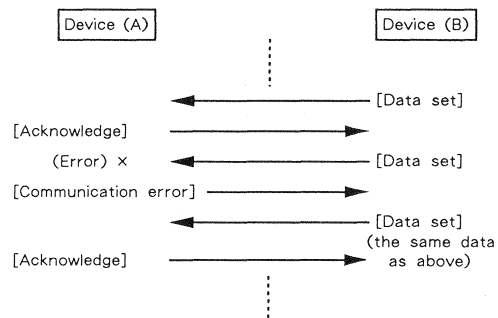 Device (A) Device (B)
[Data set]
[Acknowledge]
(Error) × [Data set]
[Communication error]
[Data set]
(the same data
[Acknowledge] as above)